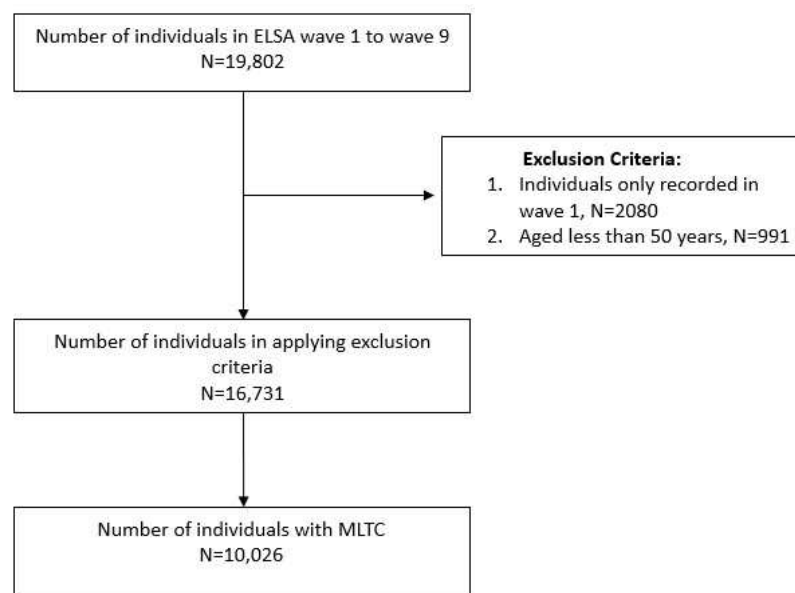 Number of individuals in ELSA wave 1 to wave 9
N=19,802
Exclusion Criteria:
1. Individuals only recorded in
wave 1, N=2080
2. Aged less than 50 years, N=991
Number of individuals in applying exclusion
criteria
N=16,731
Number of individuals with MLTC
N=10,026